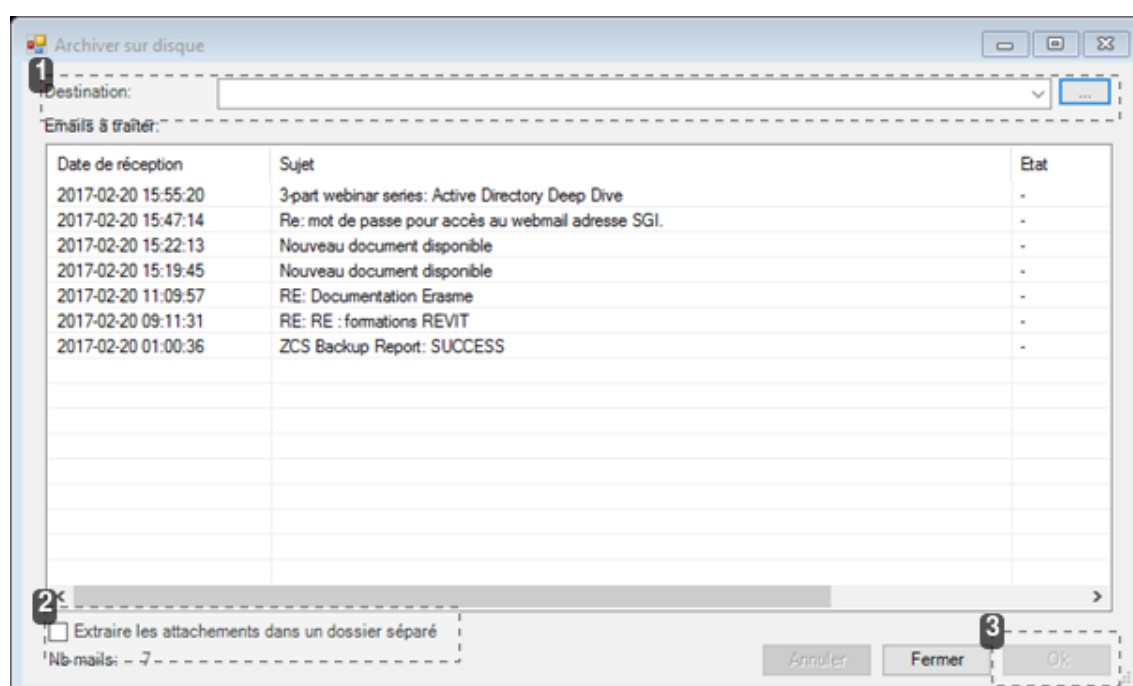 Archiver sur disque
1
Destination:
...
Emails à traiter:
Date de réception Sujet Etat
2017-02-20 15:55:20 3-part webinar series: Active Directory Deep Dive -
2017-02-20 15:47:14 Re: mot de passe pour accès au webmail adresse SGI. -
2017-02-20 15:22:13 Nouveau document disponible -
2017-02-20 15:19:45 Nouveau document disponible -
2017-02-20 11:09:57 RE: Documentation Erasme -
2017-02-20 09:11:31 RE: RE : formations REVIT -
2017-02-20 01:00:36 ZCS Backup Report: SUCCESS -
2
Extraire les attachements dans un dossier séparé
3
Nb mails: 7
Annuler Fermer Ok